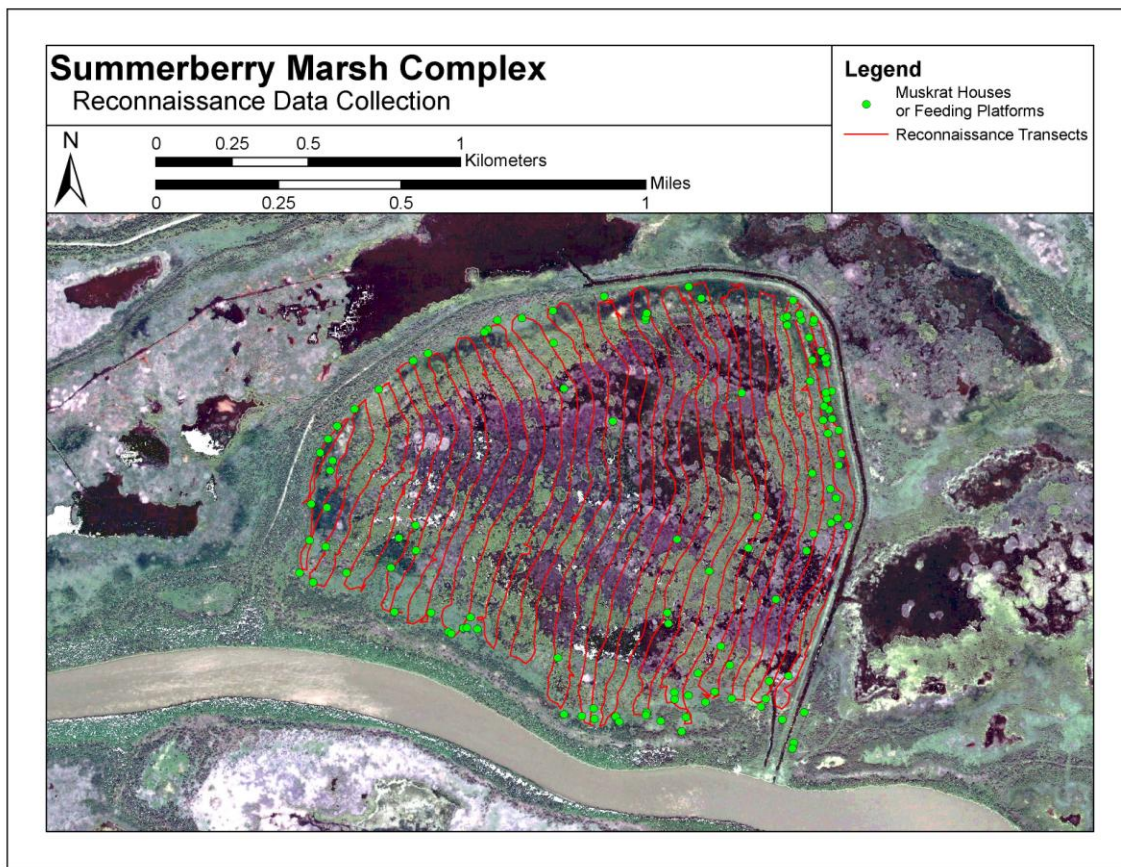 Summerberry Marsh Complex
Reconnaissance Data Collection
N
0 0.25 0.5 1
Kilometers
Miles
0 0.25 0.5 1
Legend
Muskrat Houses
or Feeding Platforms
Reconnaissance Transects